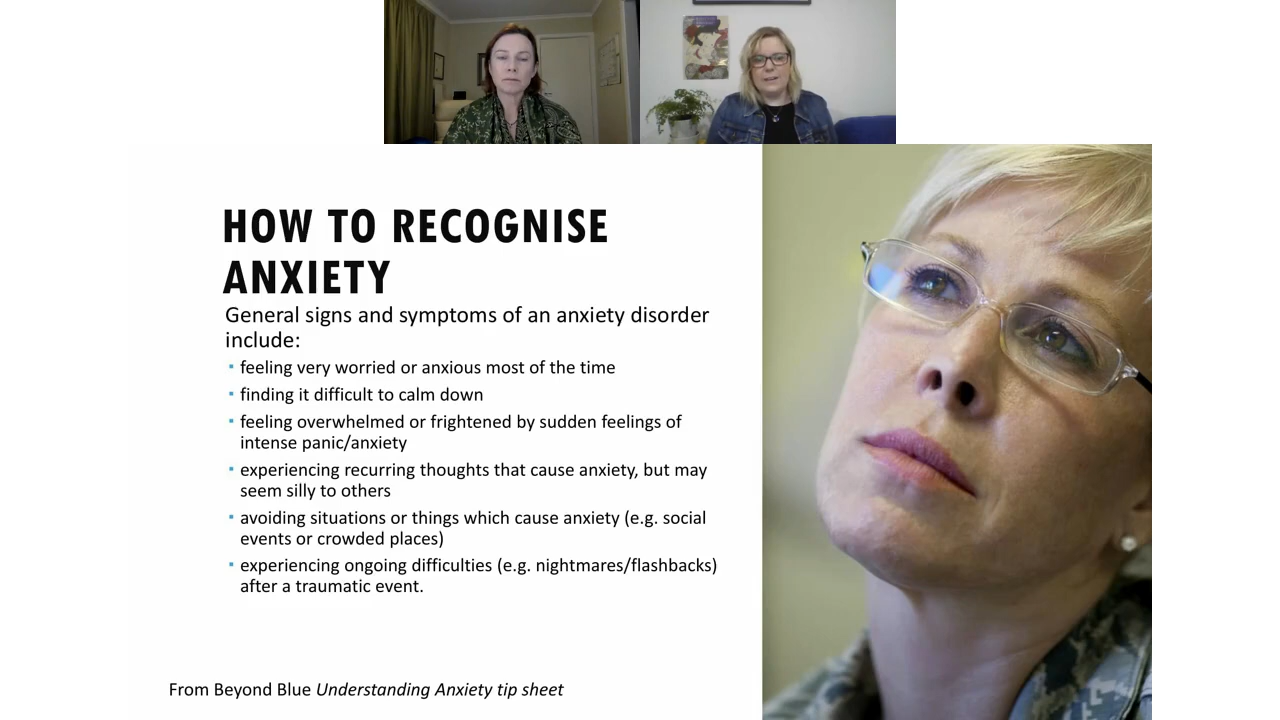 HOW TO RECOGNISE
ANXIETY
General signs and symptoms of an anxiety disorder
include:
▪ feeling very worried or anxious most of the time
▪ finding it difficult to calm down
▪ feeling overwhelmed or frightened by sudden feelings of
intense panic/anxiety
▪ experiencing recurring thoughts that cause anxiety, but may
seem silly to others
▪ avoiding situations or things which cause anxiety (e.g. social
events or crowded places)
▪ experiencing ongoing difficulties (e.g. nightmares/flashbacks)
after a traumatic event.
From Beyond Blue Understanding Anxiety tip sheet